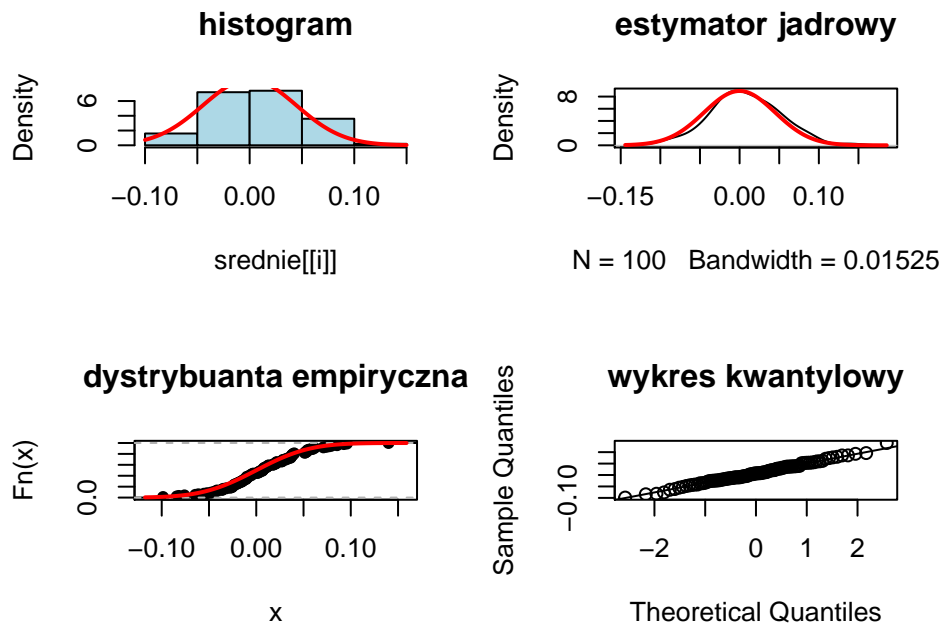 histogram
Density
0 6
−0.10 0.00 0.10
srednie[[i]]
estymator jadrowy
Density
0 8
−0.15 0.00 0.10
N = 100 Bandwidth = 0.01525
dystrybuanta empiryczna
Fn(x)
0.0
−0.10 0.00 0.10
x
wykres kwantylowy
Sample Quantiles
−0.10
−2 0 1 2
Theoretical Quantiles